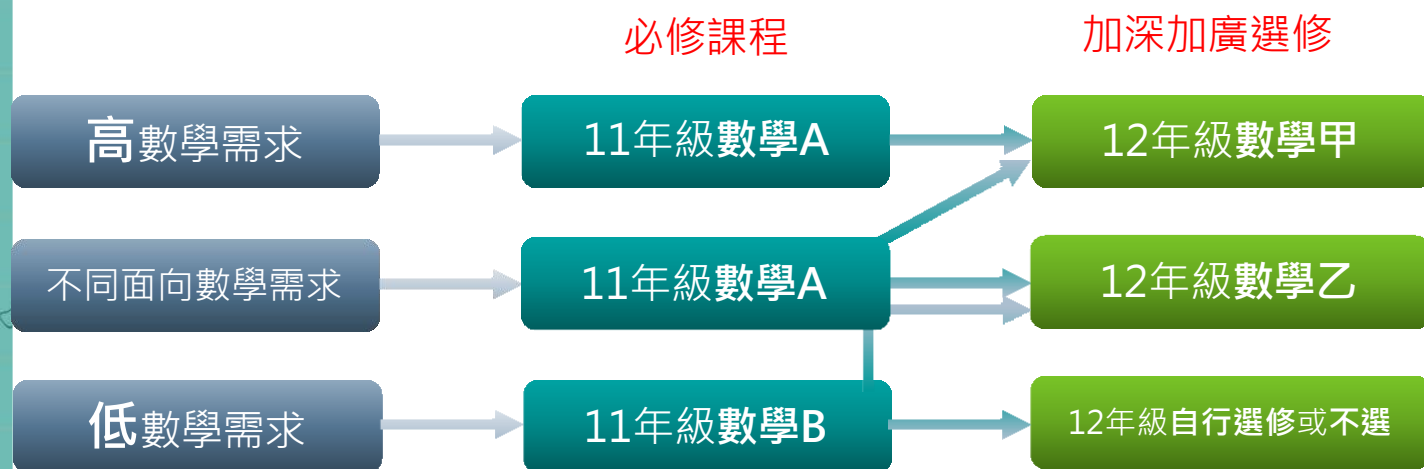 必修課程
加深加廣選修
高數學需求
11年級數學A
12年級數學甲
不同面向數學需求
11年級數學A
12年級數學乙
低數學需求
11年級數學B
12年級自行選修或不選